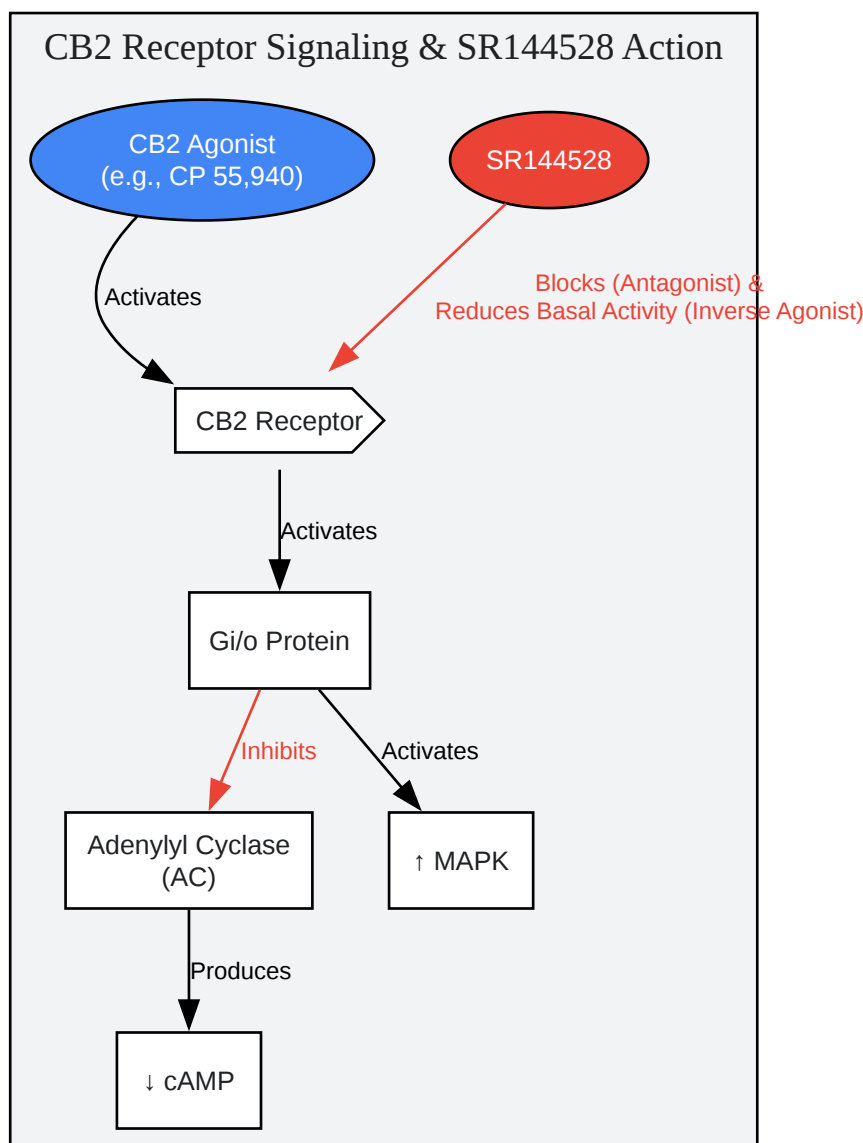 CB2 Receptor Signaling & SR144528 Action
CB2 Agonist
(e.g., CP 55,940)
SR144528
Activates
Blocks (Antagonist) &
Reduces Basal Activity (Inverse Agonist)
CB2 Receptor
Activates
Gi/o Protein
Inhibits
Activates
Adenylyl Cyclase
(AC)
↑ MAPK
Produces
↓ cAMP